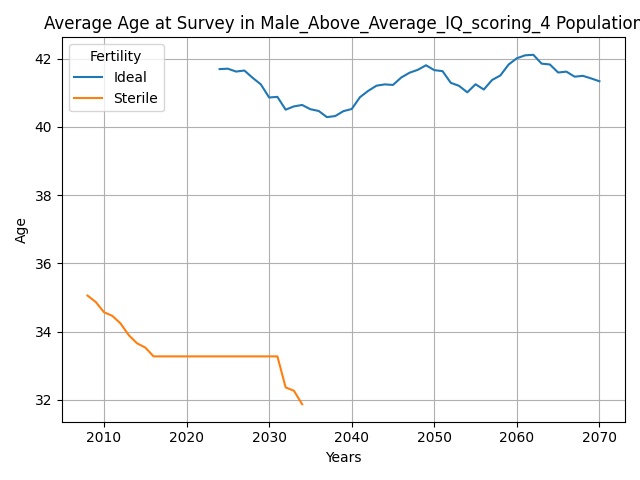 Average Age at Survey in Male_Above_Average_IQ_scoring_4 Population
Fertility
Ideal
Sterile
42
40
38
36
34
32
Age
2010 2020 2030 2040 2050 2060 2070
Years